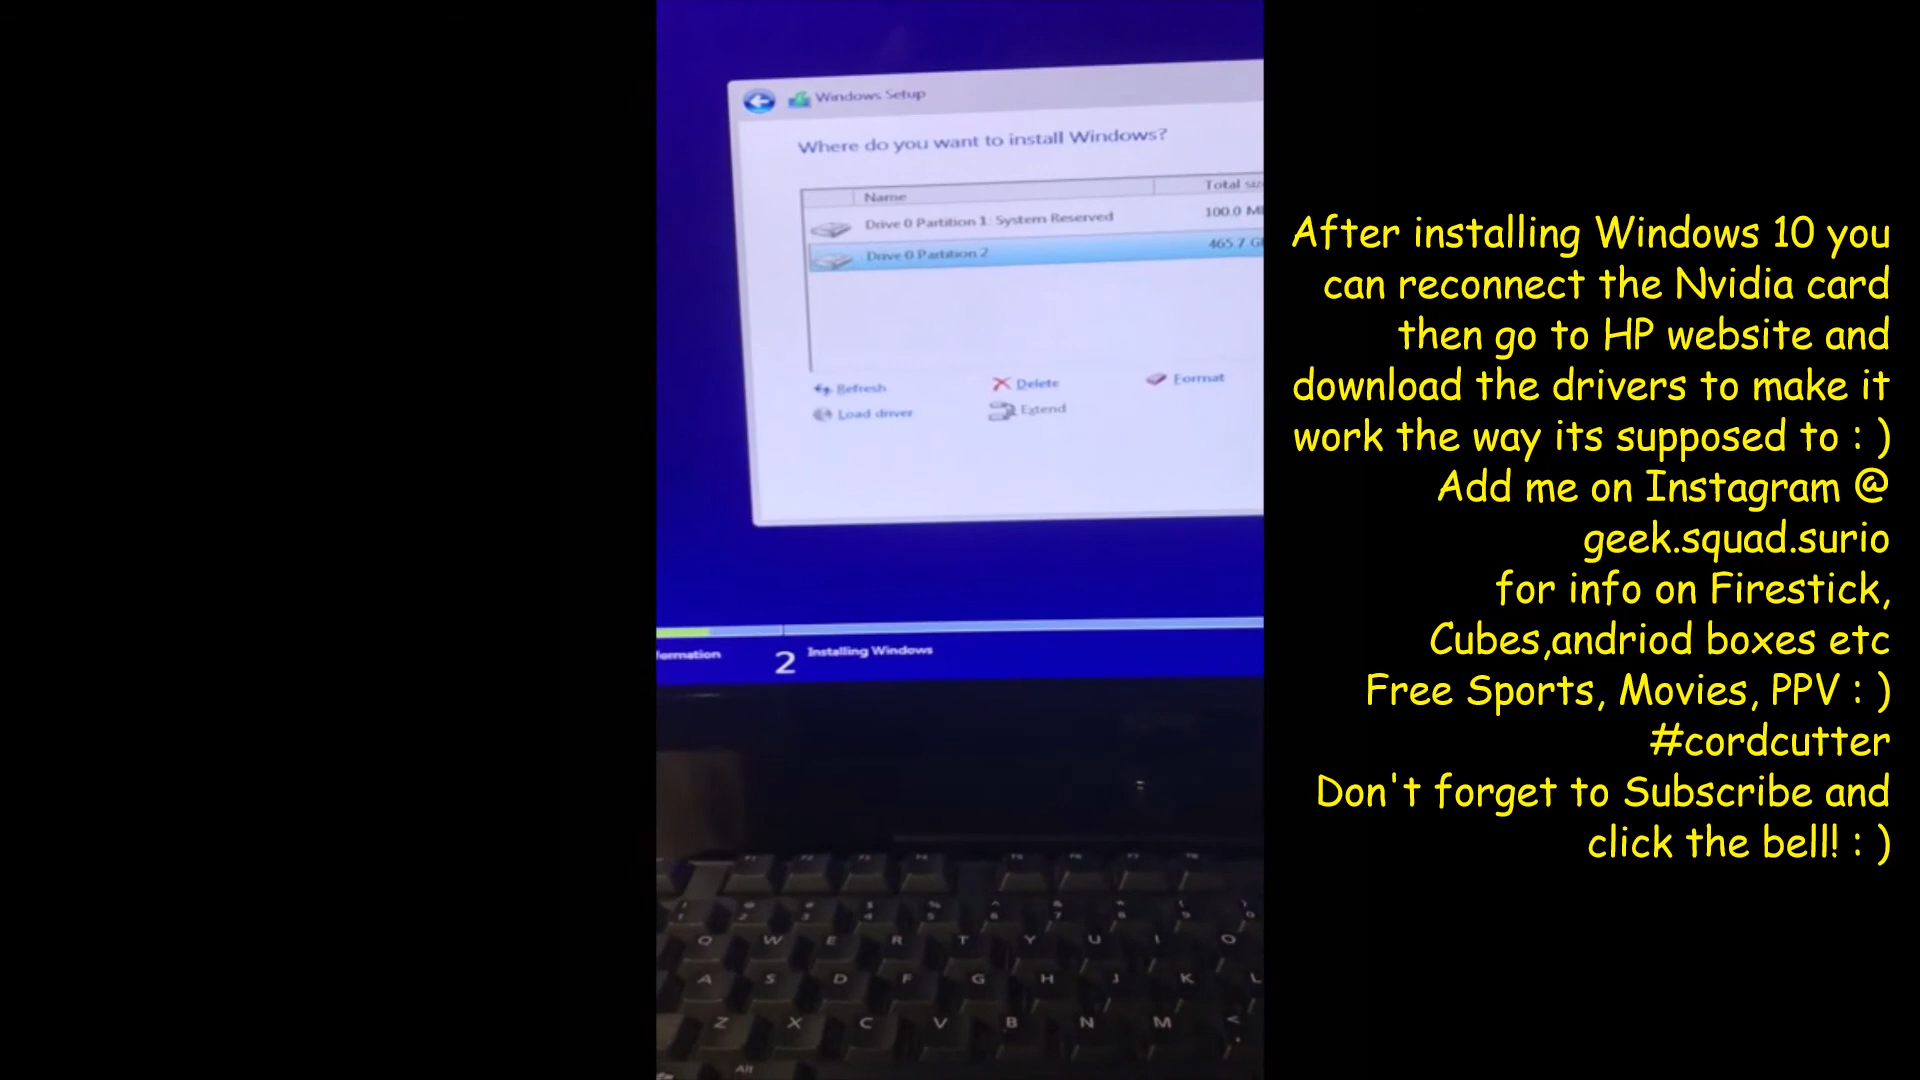 Windows Setup
Where do you want to install Windows?
Name Total
Drive 0 Partition 1: System Reserved 100.0
Drive 0 Partition 2 465.7
Refresh Delete Format
Load driver Extend
2 Installing Windows
After installing Windows 10 you
can reconnect the Nvidia card
then go to HP website and
download the drivers to make it
work the way its supposed to : )
Add me on Instagram @
geek.squad.surio
for info on Firestick,
Cubes,andriod boxes etc
Free Sports, Movies, PPV : )
#cordcutter
Don't forget to Subscribe and
click the bell! : )
Q W E R T Y U I O
A S D F G H J K L
Z X C V B N M <
Alt